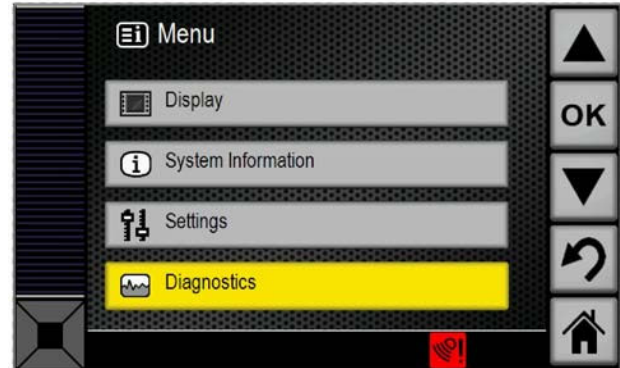 Menu
Display
OK
System Information
Settings
Diagnostics